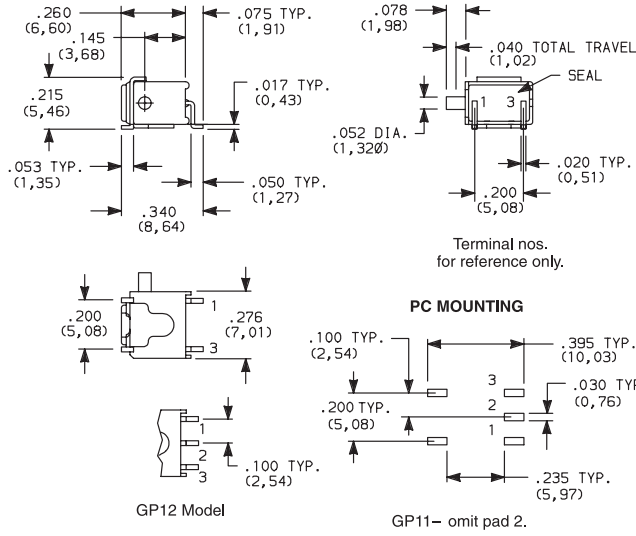 .260
(6,60)
.075 TYP.
(1,91)
.145
(3,68)
.017 TYP.
(0,43)
.215
(5,46)
.053 TYP.
(1,35)
.050 TYP.
(1,27)
.340
(8,64)
.078
(1,98)
.040 TOTAL TRAVEL
(1,02)
SEAL
1 3
.052 DIA.
(1,320)
.020 TYP.
(0,51)
.200
(5,08)
Terminal nos.
for reference only.
.200
(5,08)
1
3
.276
(7,01)
1
2
3
.100 TYP.
(2,54)
GP12 Model
PC MOUNTING
.100 TYP.
(2,54)
.395 TYP.
(10,03)
3
2
1
.030 TYP.
(0,76)
.200 TYP.
(5,08)
.235 TYP.
(5,97)
GP11– omit pad 2.